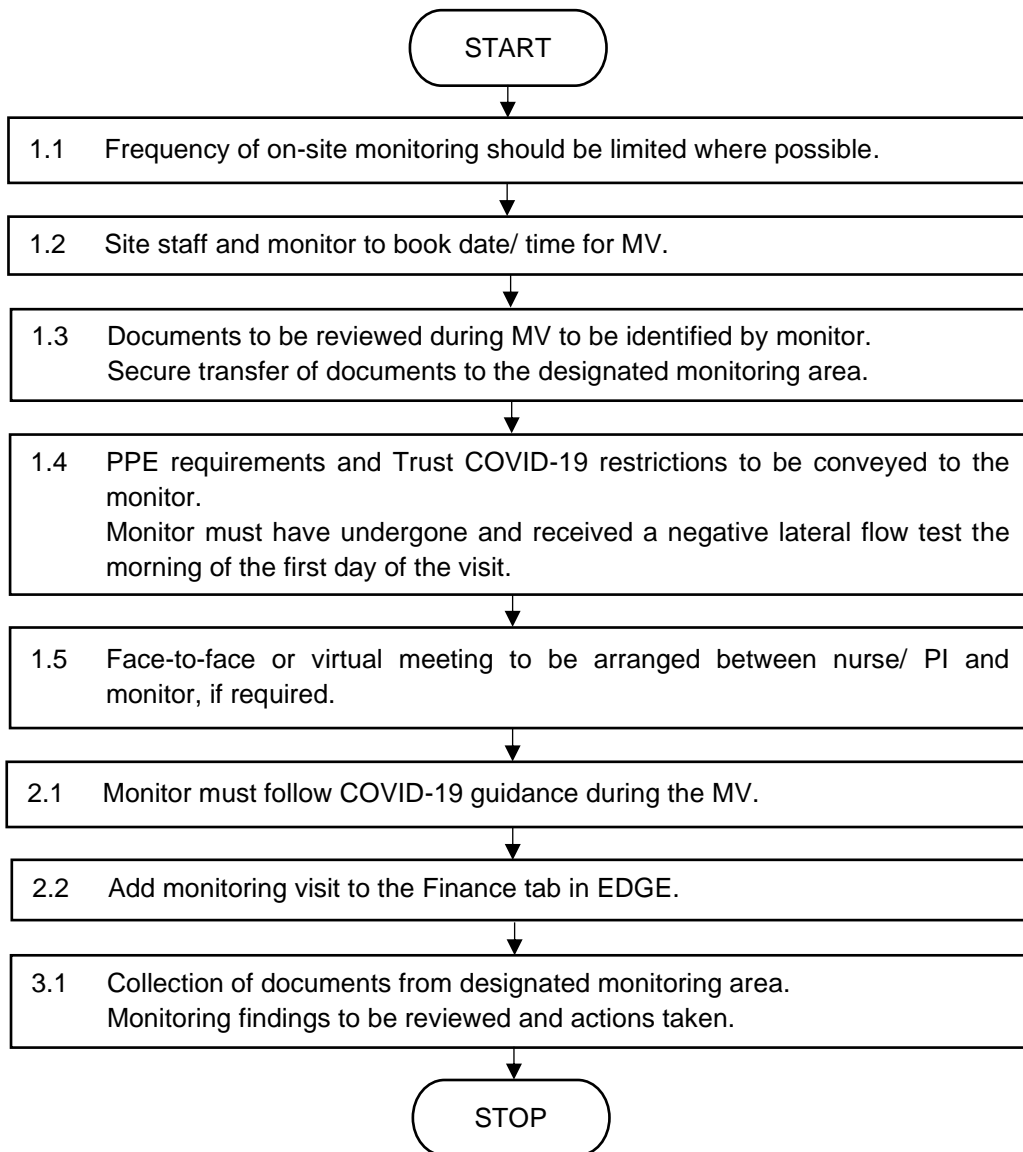 START
1.1 Frequency of on-site monitoring should be limited where possible.
1.2 Site staff and monitor to book date/ time for MV.
1.3 Documents to be reviewed during MV to be identified by monitor.
Secure transfer of documents to the designated monitoring area.
1.4 PPE requirements and Trust COVID-19 restrictions to be conveyed to the
monitor.
Monitor must have undergone and received a negative lateral flow test the
morning of the first day of the visit.
1.5 Face-to-face or virtual meeting to be arranged between nurse/ PI and
monitor, if required.
2.1 Monitor must follow COVID-19 guidance during the MV.
2.2 Add monitoring visit to the Finance tab in EDGE.
3.1 Collection of documents from designated monitoring area.
Monitoring findings to be reviewed and actions taken.
STOP